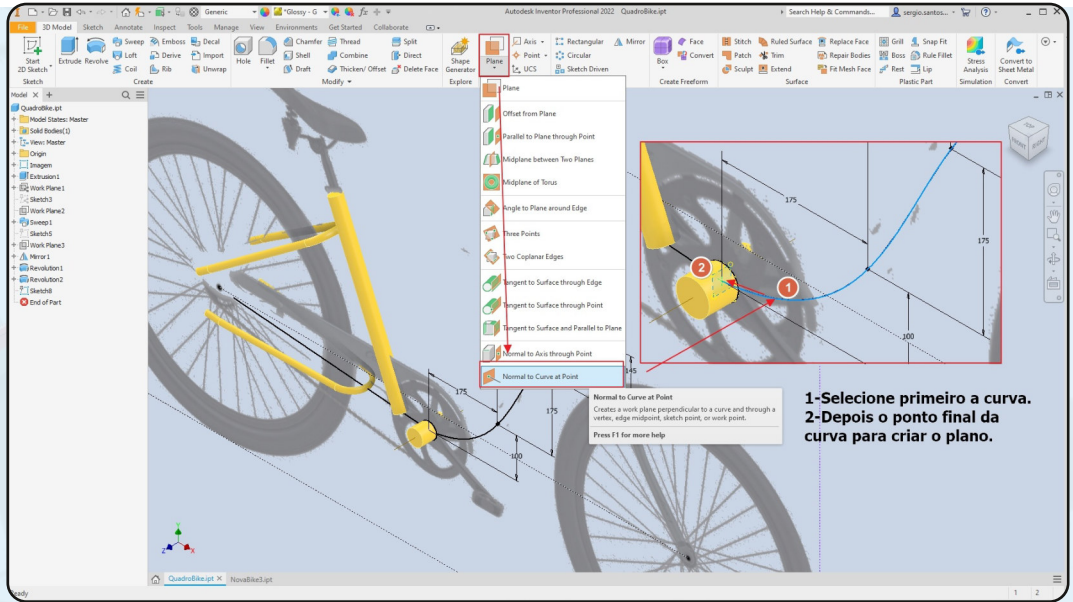 Generic
*Glossy - G
Autodesk Inventor Professional 2022 QuadroBike.ipt
Search Help & Commands...
sergio.santos...
File 3D Model Sketch Annotate Inspect Tools Manage View Environments Get Started Collaborate
Start
2D Sketch
Extrude
Revolve
Sweep
Loft
Coil
Emboss
Derive
Rib
Decal
Import
Unwrap
Hole
Fillet
Chamfer
Shell
Draft
Thread
Combine
Thicken/ Offset
Split
Direct
Delete Face
Shape
Generator
Plane
Axis
Point
UCS
Rectangular
Circular
Sketch Driven
Mirror
Box
Face
Convert
Stitch
Patch
Sculpt
Ruled Surface
Trim
Extend
Replace Face
Repair Bodies
Fit Mesh Face
Grill
Boss
Rest
Snap Fit
Rule Fillet
Lip
Stress
Analysis
Convert to
Sheet Metal
Sketch
Create
Modify
Explore
Create Freeform
Surface
Plastic Part
Simulation
Convert
Model
QuadroBike.ipt
Model States: Master
Solid Bodies(1)
View: Master
Origin
Imagem
Extrusion1
Work Plane1
Sketch3
Work Plane2
Sweep1
Sketch5
Work Plane3
Mirror1
Revolution1
Revolution2
Sketch8
End of Part
Plane
Offset from Plane
Parallel to Plane through Point
Midplane between Two Planes
Midplane of Torus
Angle to Plane around Edge
Three Points
Two Coplanar Edges
Tangent to Surface through Edge
Tangent to Surface through Point
Tangent to Surface and Parallel to Plane
Normal to Axis through Point
Normal to Curve at Point
Normal to Curve at Point
Creates a work plane perpendicular to a curve and through a
vertex, edge midpoint, sketch point, or work point.
Press F1 for more help
175
175
100
145
175
175
100
2
1
TOP
FRONT
RIGHT
1-Selecione primeiro a curva.
2-Depois o ponto final da
curva para criar o plano.
Y
Z
X
QuadroBike.ipt
NovaBike3.ipt
Ready
1 2